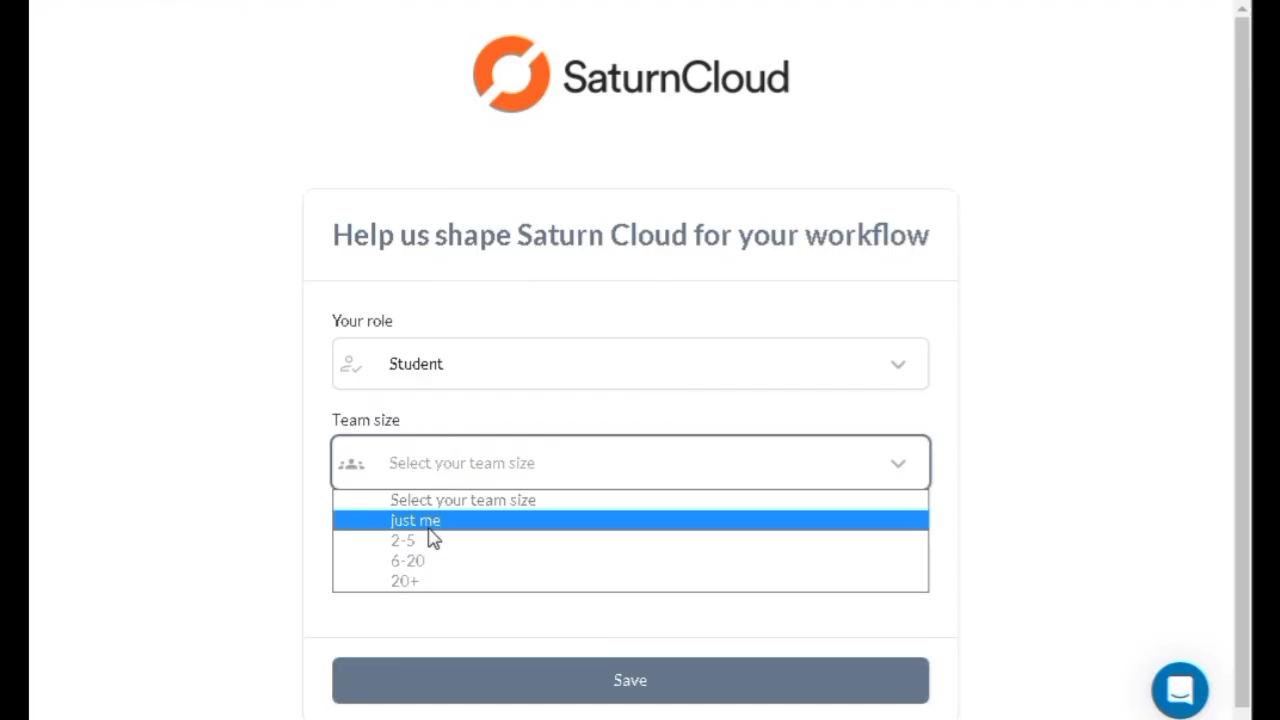 SaturnCloud
Help us shape Saturn Cloud for your workflow
Your role
Student
Team size
Select your team size
Select your team size
just me
2-5
6-20
20+
Save